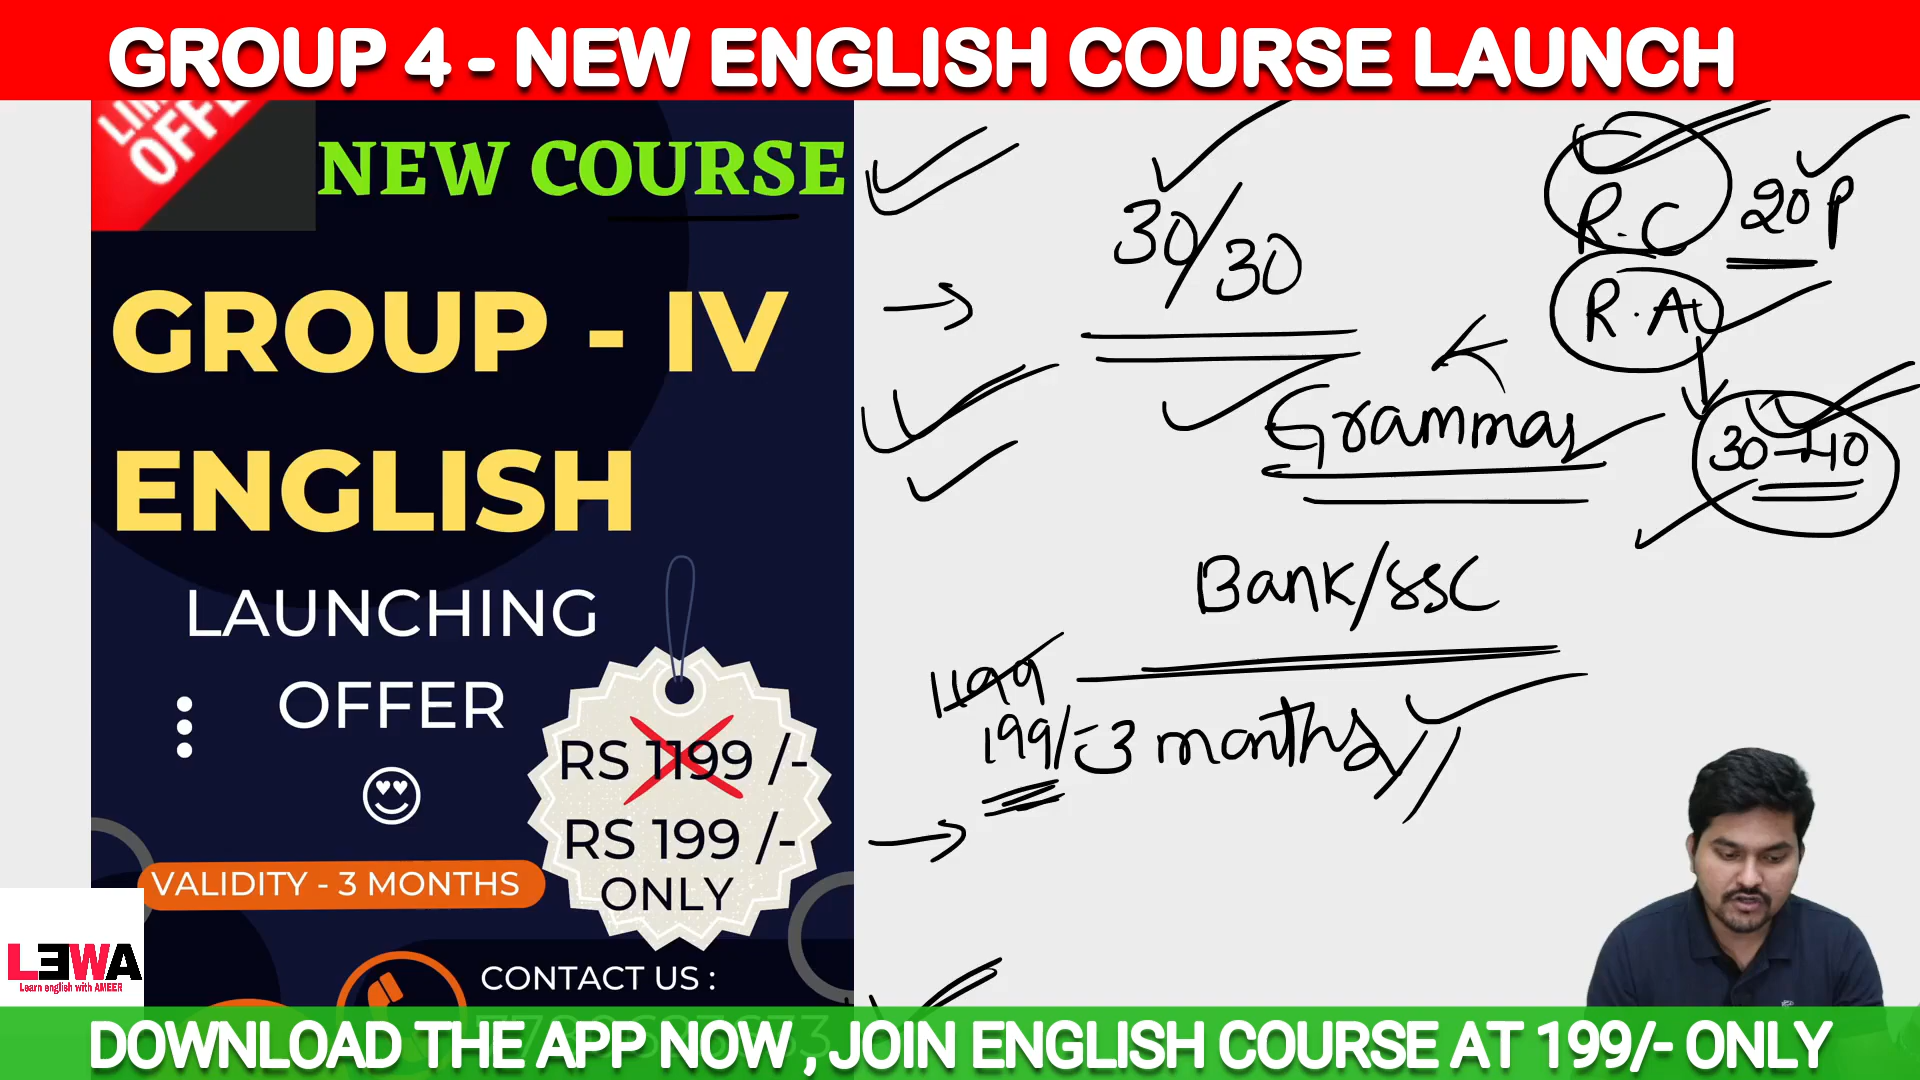 GROUP 4 - NEW ENGLISH COURSE LAUNCH
OFFE
NEW COURSE
GROUP - IV
ENGLISH
LAUNCHING
OFFER
RS 1199 /-
RS 199 /-
ONLY
VALIDITY - 3 MONTHS
CONTACT US :
30/30
R.C 20 P
R.A
30-40
Grammar
Bank/SSC
1199
199/- 3 months
LEWA
Learn english with AMEER
DOWNLOAD THE APP NOW , JOIN ENGLISH COURSE AT 199/- ONLY